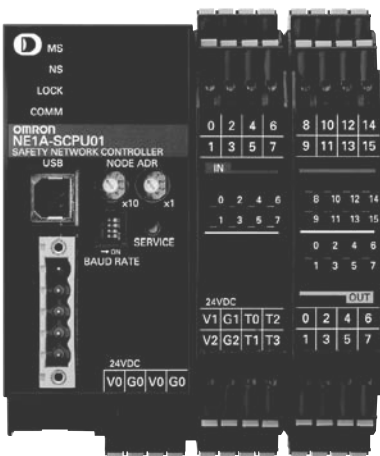 D MS
NS
LOCK
COMM
OMRON
NE1A-SCPU01
SAFETY NETWORK CONTROLLER
USB
NODE ADR
x10 x1
SERVICE
→ ON
BAUD RATE
24VDC
V0 G0 V0 G0
0 2 4 6
1 3 5 7
IN
0 2 4 6
1 3 5 7
24VDC
V1 G1 T0 T2
V2 G2 T1 T3
8 10 12 14
9 11 13 15
8 10 12 14
9 11 13 15
0 2 4 6
1 3 5 7
OUT
0 2 4 6
1 3 5 7